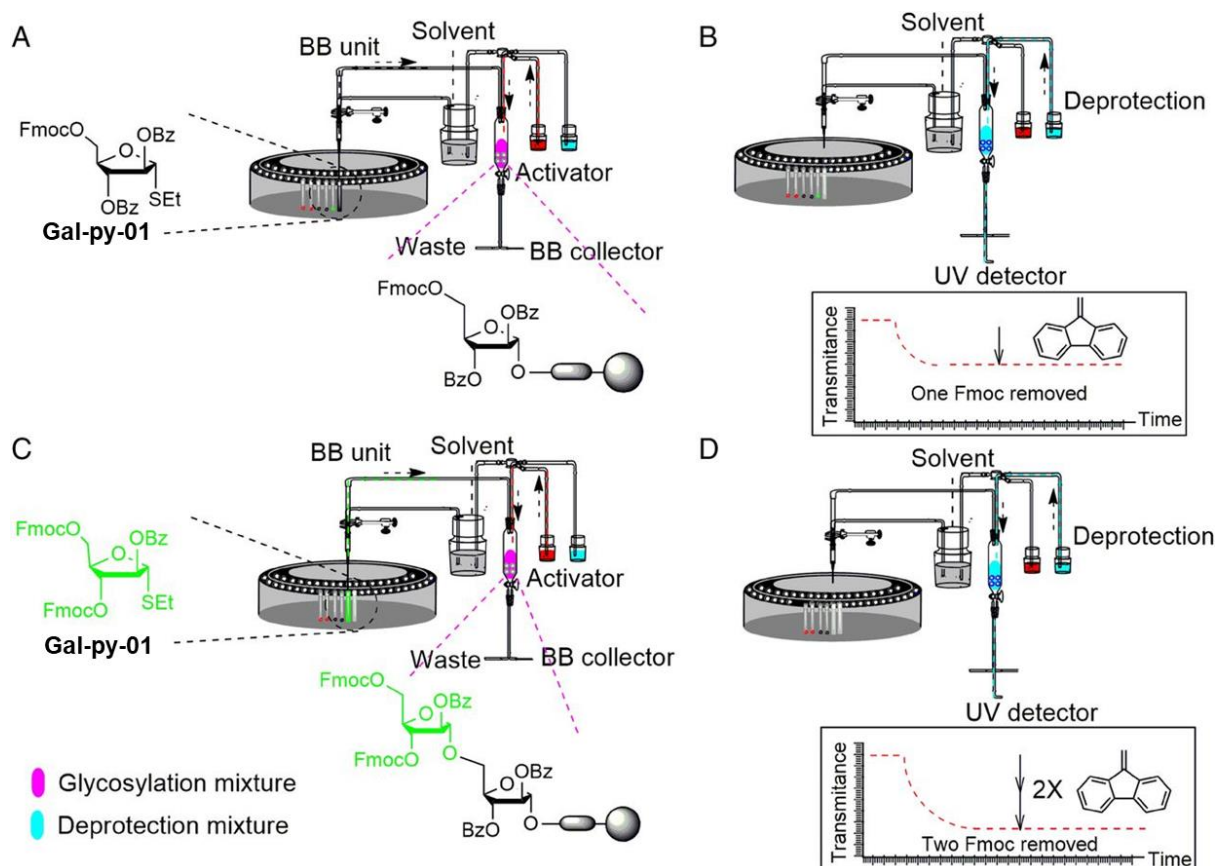 A
Solvent
BB unit
FmocO
OBz
O
OBz
SEt
Gal-py-01
Activator
Waste
BB collector
FmocO
O
OBz
BzO
O
B
Solvent
Deprotection
UV detector
Transmitance
One Fmoc removed
Time
C
Solvent
BB unit
FmocO
OBz
O
FmocO
SEt
Gal-py-01
Activator
Waste
BB collector
FmocO
O
OBz
FmocO
O
O
OBz
BzO
O
Glycosylation mixture
Deprotection mixture
D
Solvent
Deprotection
UV detector
Transmitance
2X
Two Fmoc removed
Time